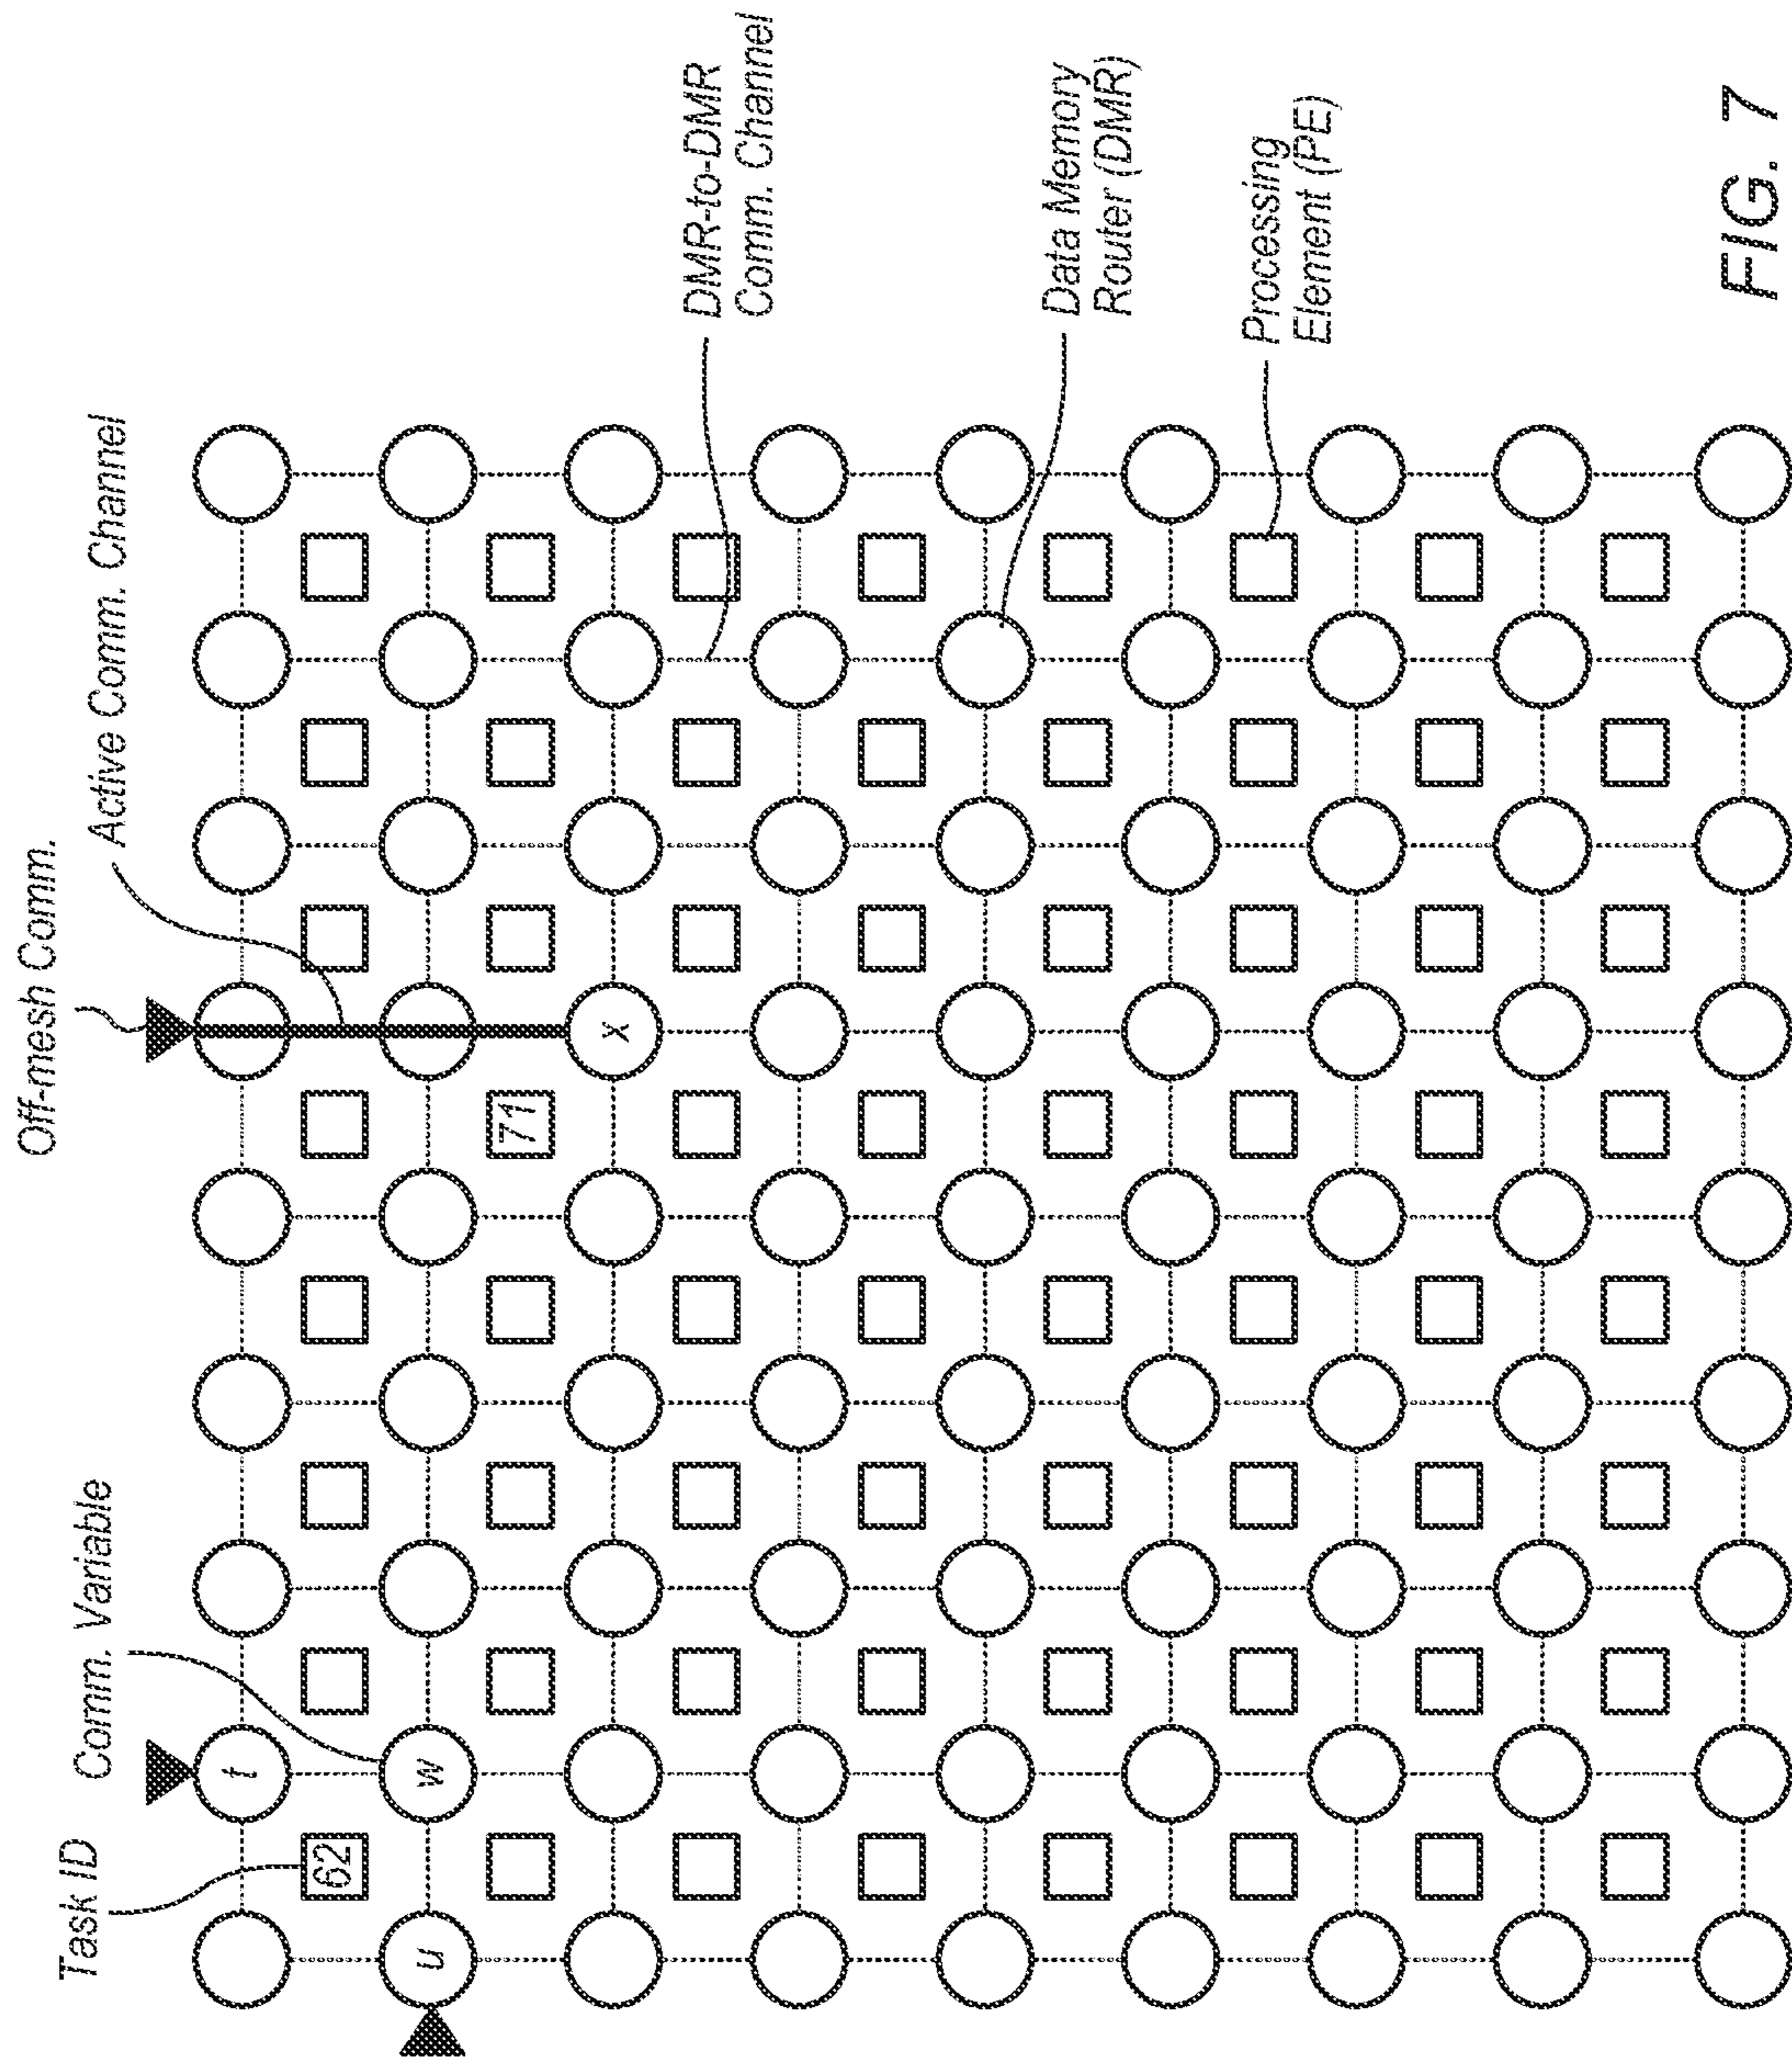 Off-mesh Comm.
Active Comm. Channel
Comm. Variable
Task ID
DMR-to-DMR
Comm. Channel
Data Memory
Router (DMR)
Processing
Element (PE)
t
62
w
u
71
x
FIG. 7